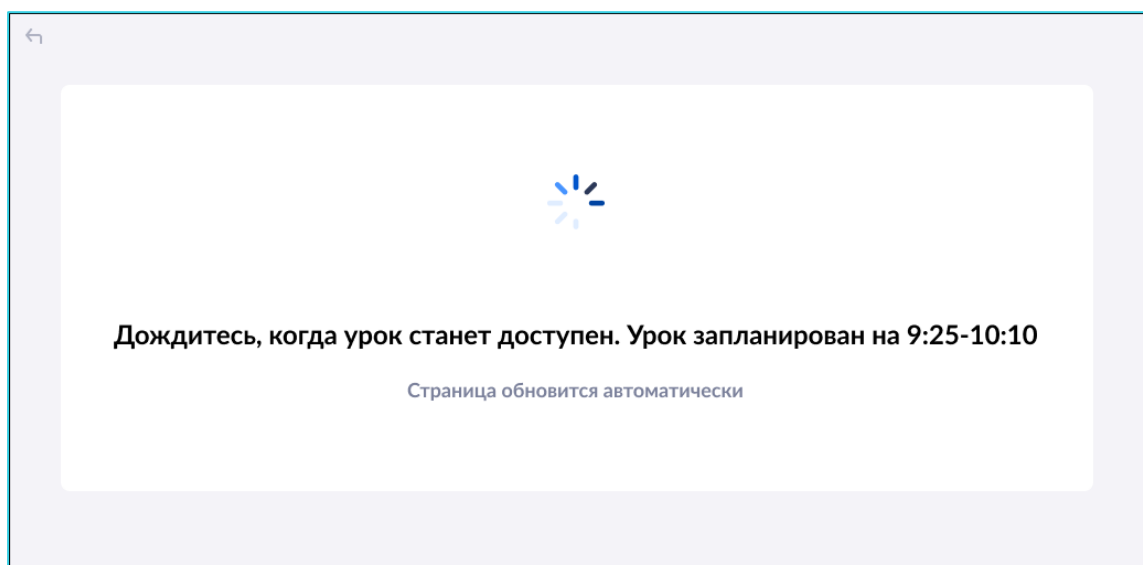 Дождитесь, когда урок станет доступен. Урок запланирован на 9:25-10:10
Страница обновится автоматически